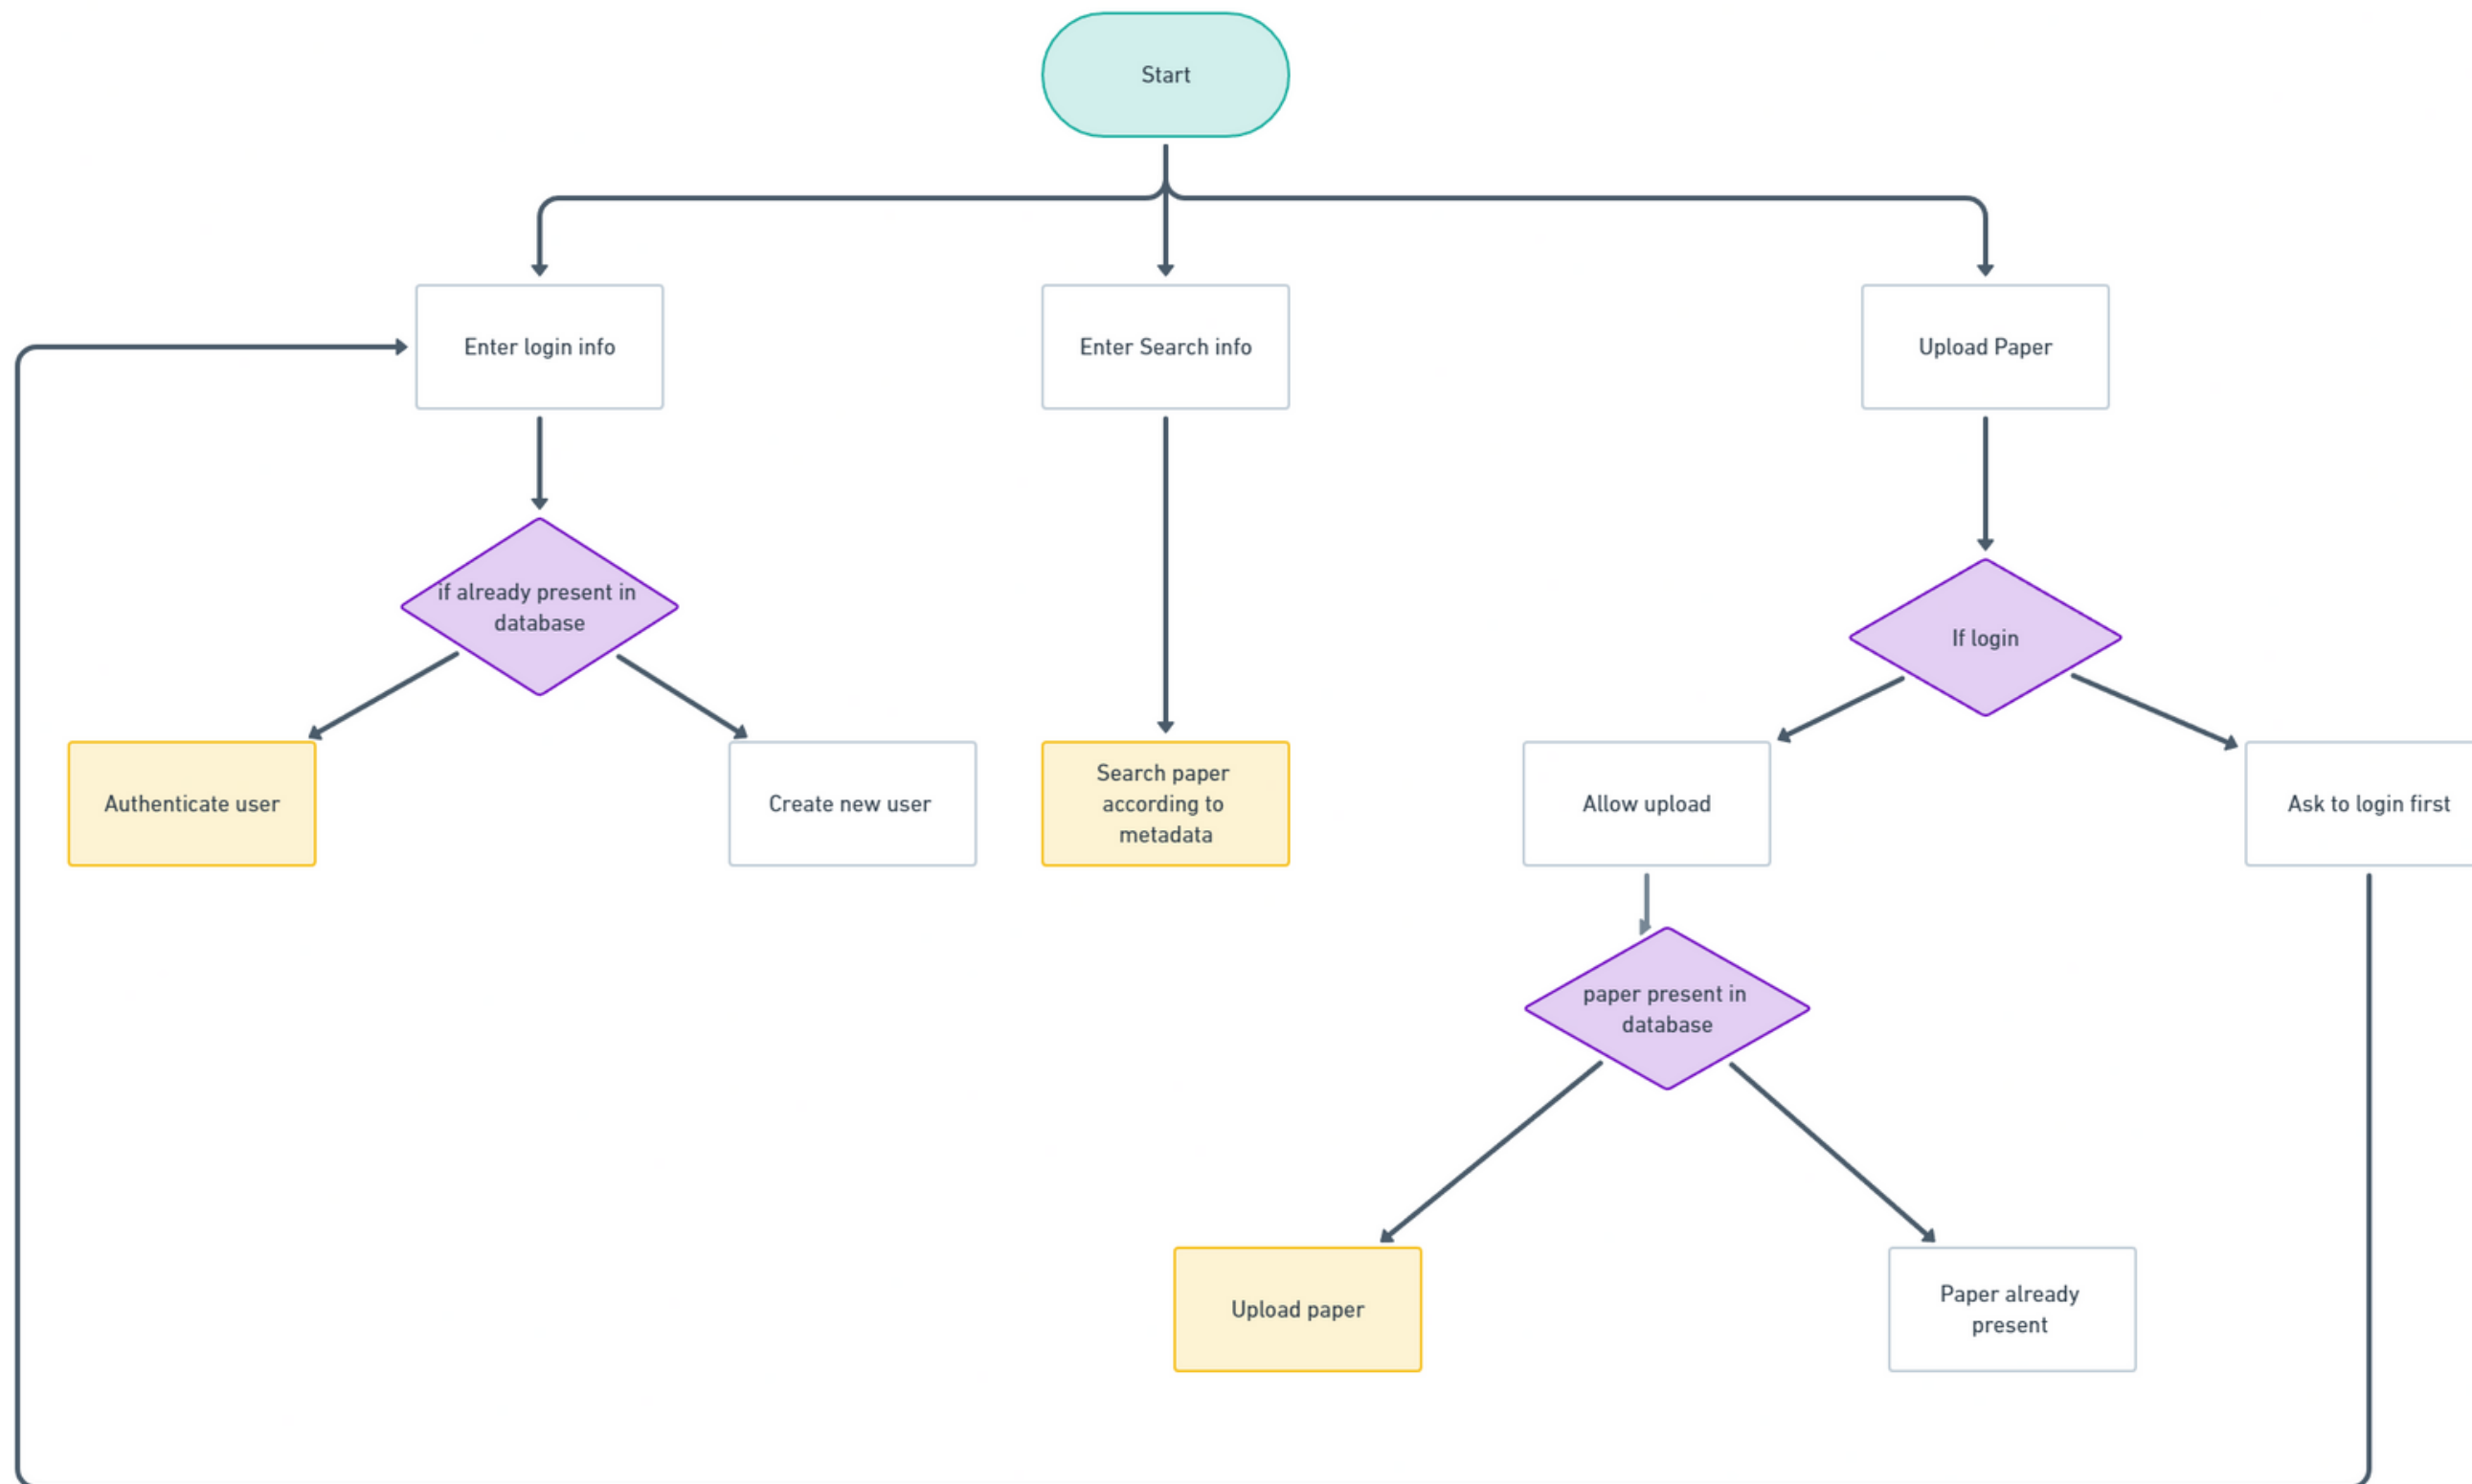 Start
Enter login info
Enter Search info
Upload Paper
if already present in
database
If login
Authenticate user
Create new user
Search paper
according to
metadata
Allow upload
Ask to login first
paper present in
database
Upload paper
Paper already
present